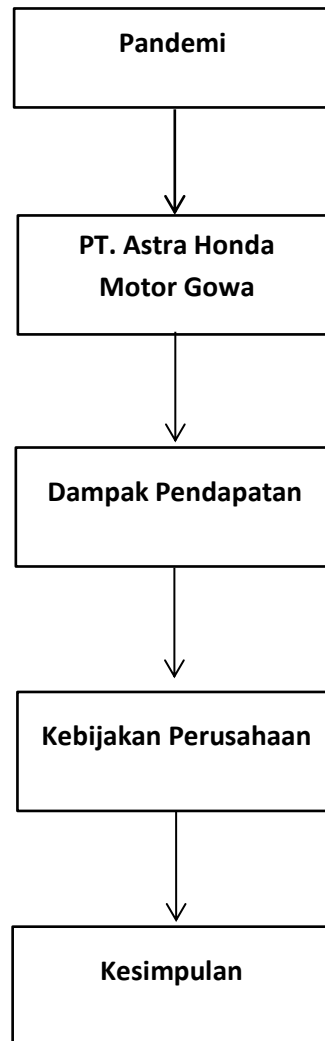 Pandemi
PT. Astra Honda
Motor Gowa
Dampak Pendapatan
Kebijakan Perusahaan
Kesimpulan